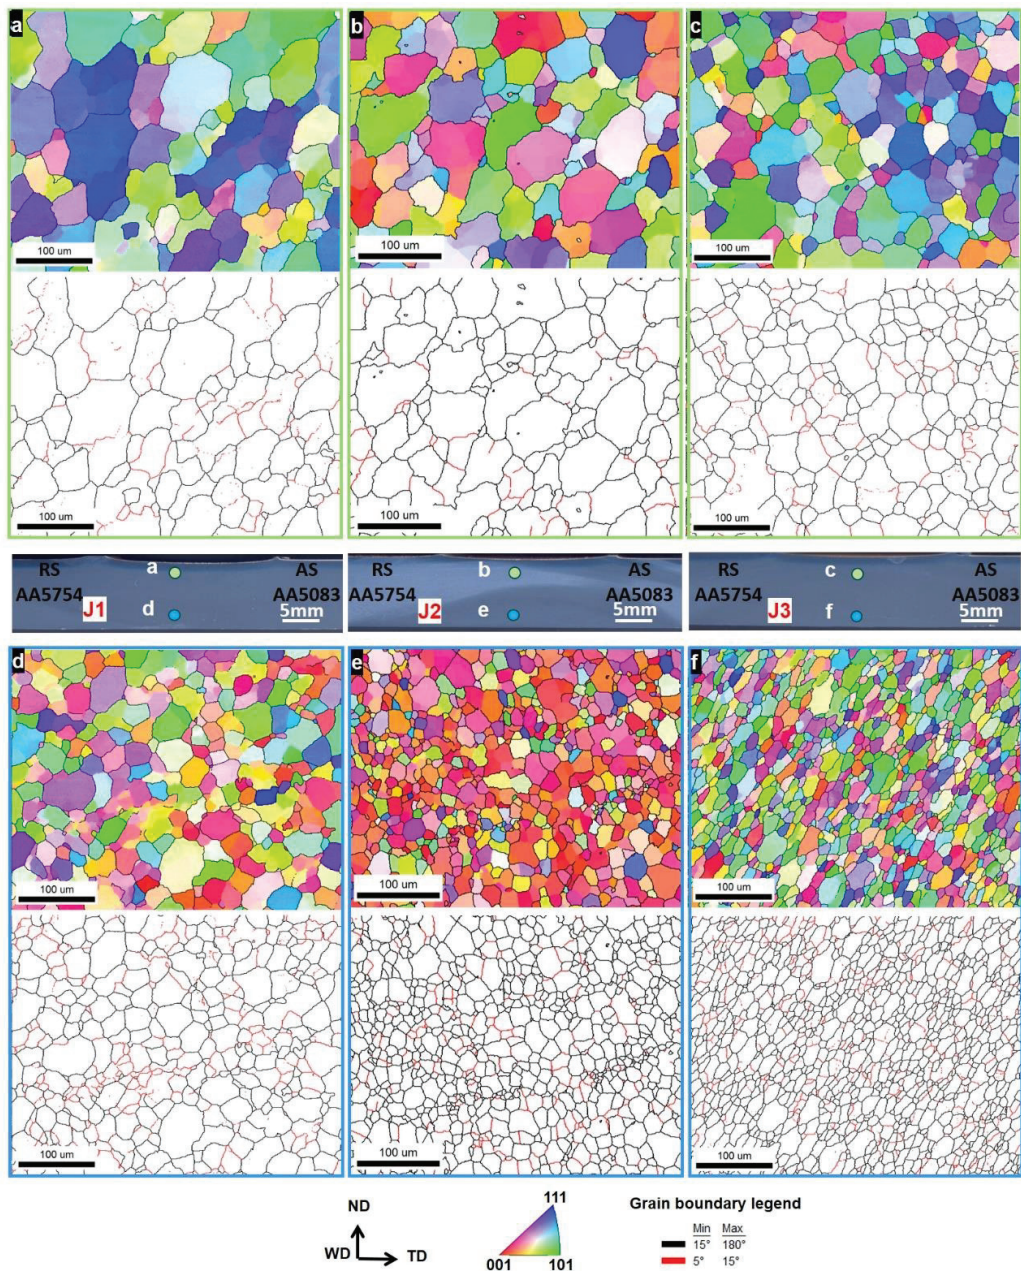 a
b
c
100 um
100 um
100 um
100 um
100 um
100 um
RS
a
AS
AA5754
AA5083
J1
d
5mm
RS
b
AS
AA5754
AA5083
J2
e
5mm
RS
c
AS
AA5754
AA5083
J3
f
5mm
d
e
f
100 um
100 um
100 um
100 um
100 um
100 um
ND
WD
TD
111
001
101
Grain boundary legend
Min Max
15° 180°
5° 15°